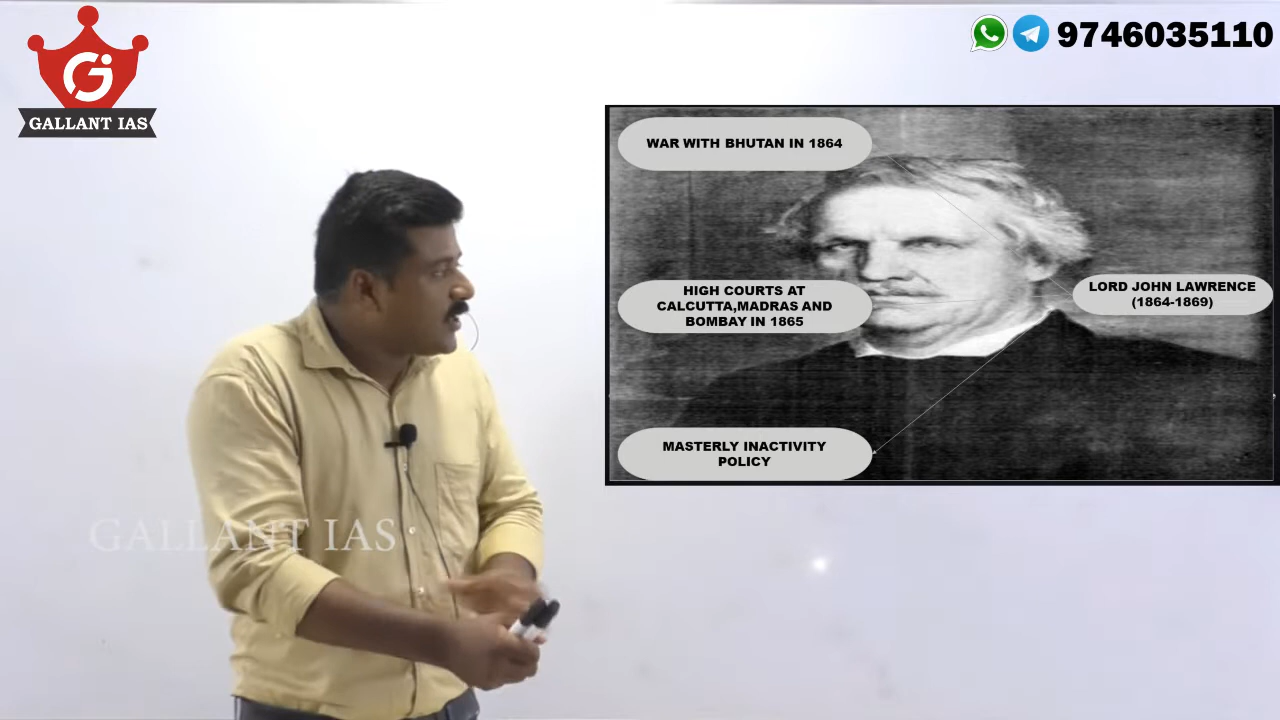 GALLANT IAS
9746035110
WAR WITH BHUTAN IN 1864
HIGH COURTS AT
CALCUTTA,MADRAS AND
BOMBAY IN 1865
LORD JOHN LAWRENCE
(1864-1869)
MASTERLY INACTIVITY
POLICY
GALLANT IAS